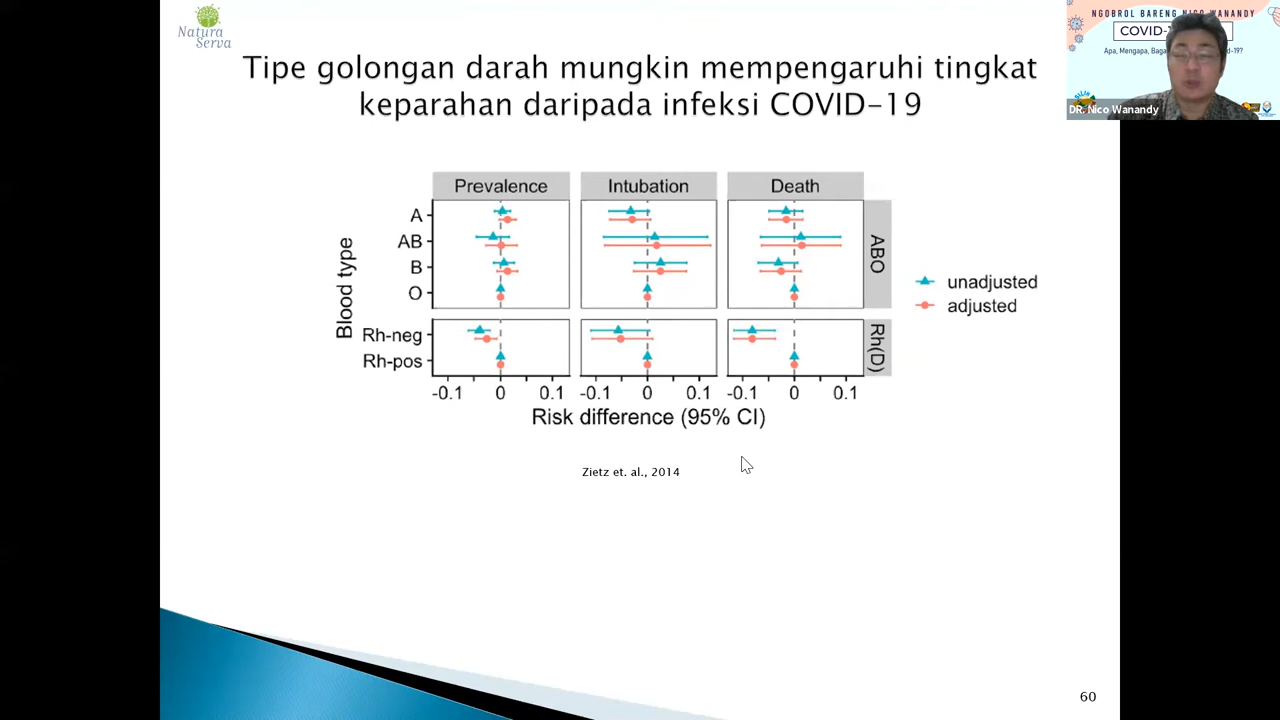 Natura
Serva
Tipe golongan darah mungkin mempengaruhi tingkat
keparahan daripada infeksi COVID-19
NGOBROL BARENG NICO WANANDY
COVID-
Apa, Mengapa,
DR. Nico Wanandy
Prevalence
Intubation
Death
Blood type
A
AB
B
O
Rh-neg
Rh-pos
ABO
Rh(D)
unadjusted
adjusted
-0.1 0 0.1 -0.1 0 0.1 -0.1 0 0.1
Risk difference (95% CI)
Zietz et. al., 2014
60